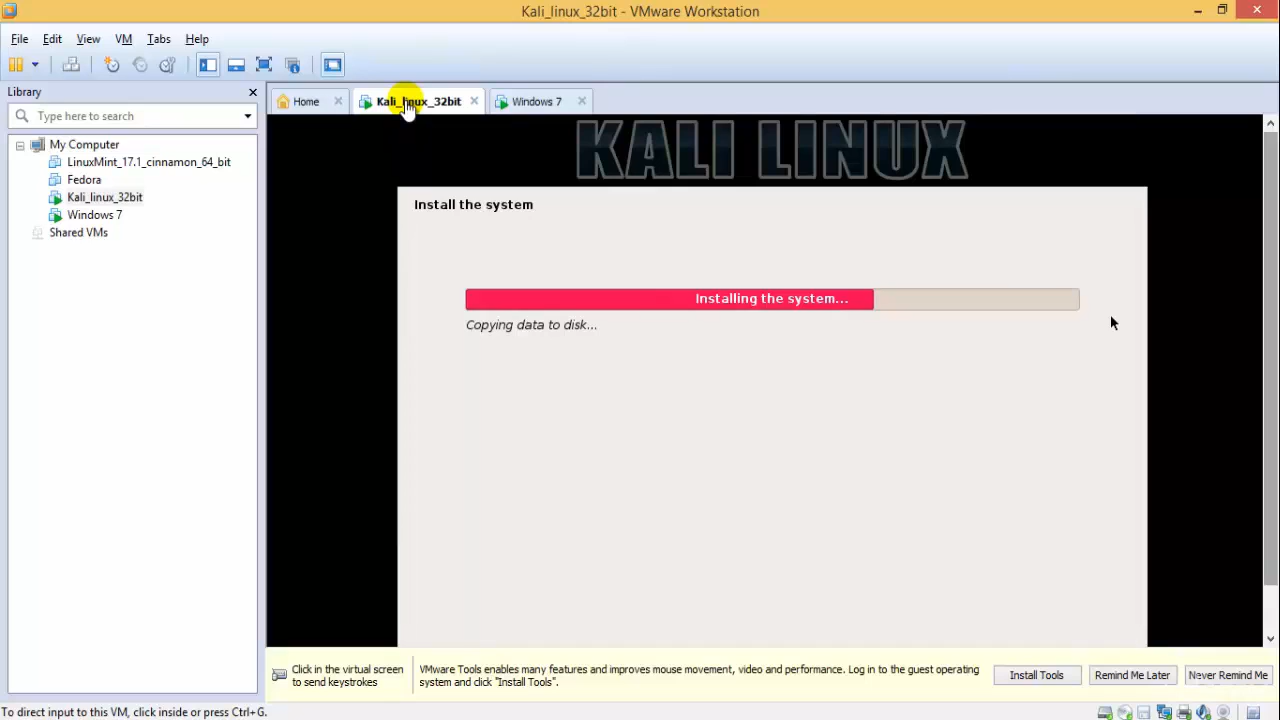 Kali_linux_32bit - VMware Workstation
File Edit View VM Tabs Help
Library
Type here to search
My Computer
LinuxMint_17.1_cinnamon_64_bit
Fedora
Kali_linux_32bit
Windows 7
Shared VMs
Home
Kali_linux_32bit
Windows 7
KALI LINUX
Install the system
Installing the system...
Copying data to disk...
Click in the virtual screen
to send keystrokes
VMware Tools enables many features and improves mouse movement, video and performance. Log in to the guest operating
system and click "Install Tools".
Install Tools
Remind Me Later
Never Remind Me
To direct input to this VM, click inside or press Ctrl+G.